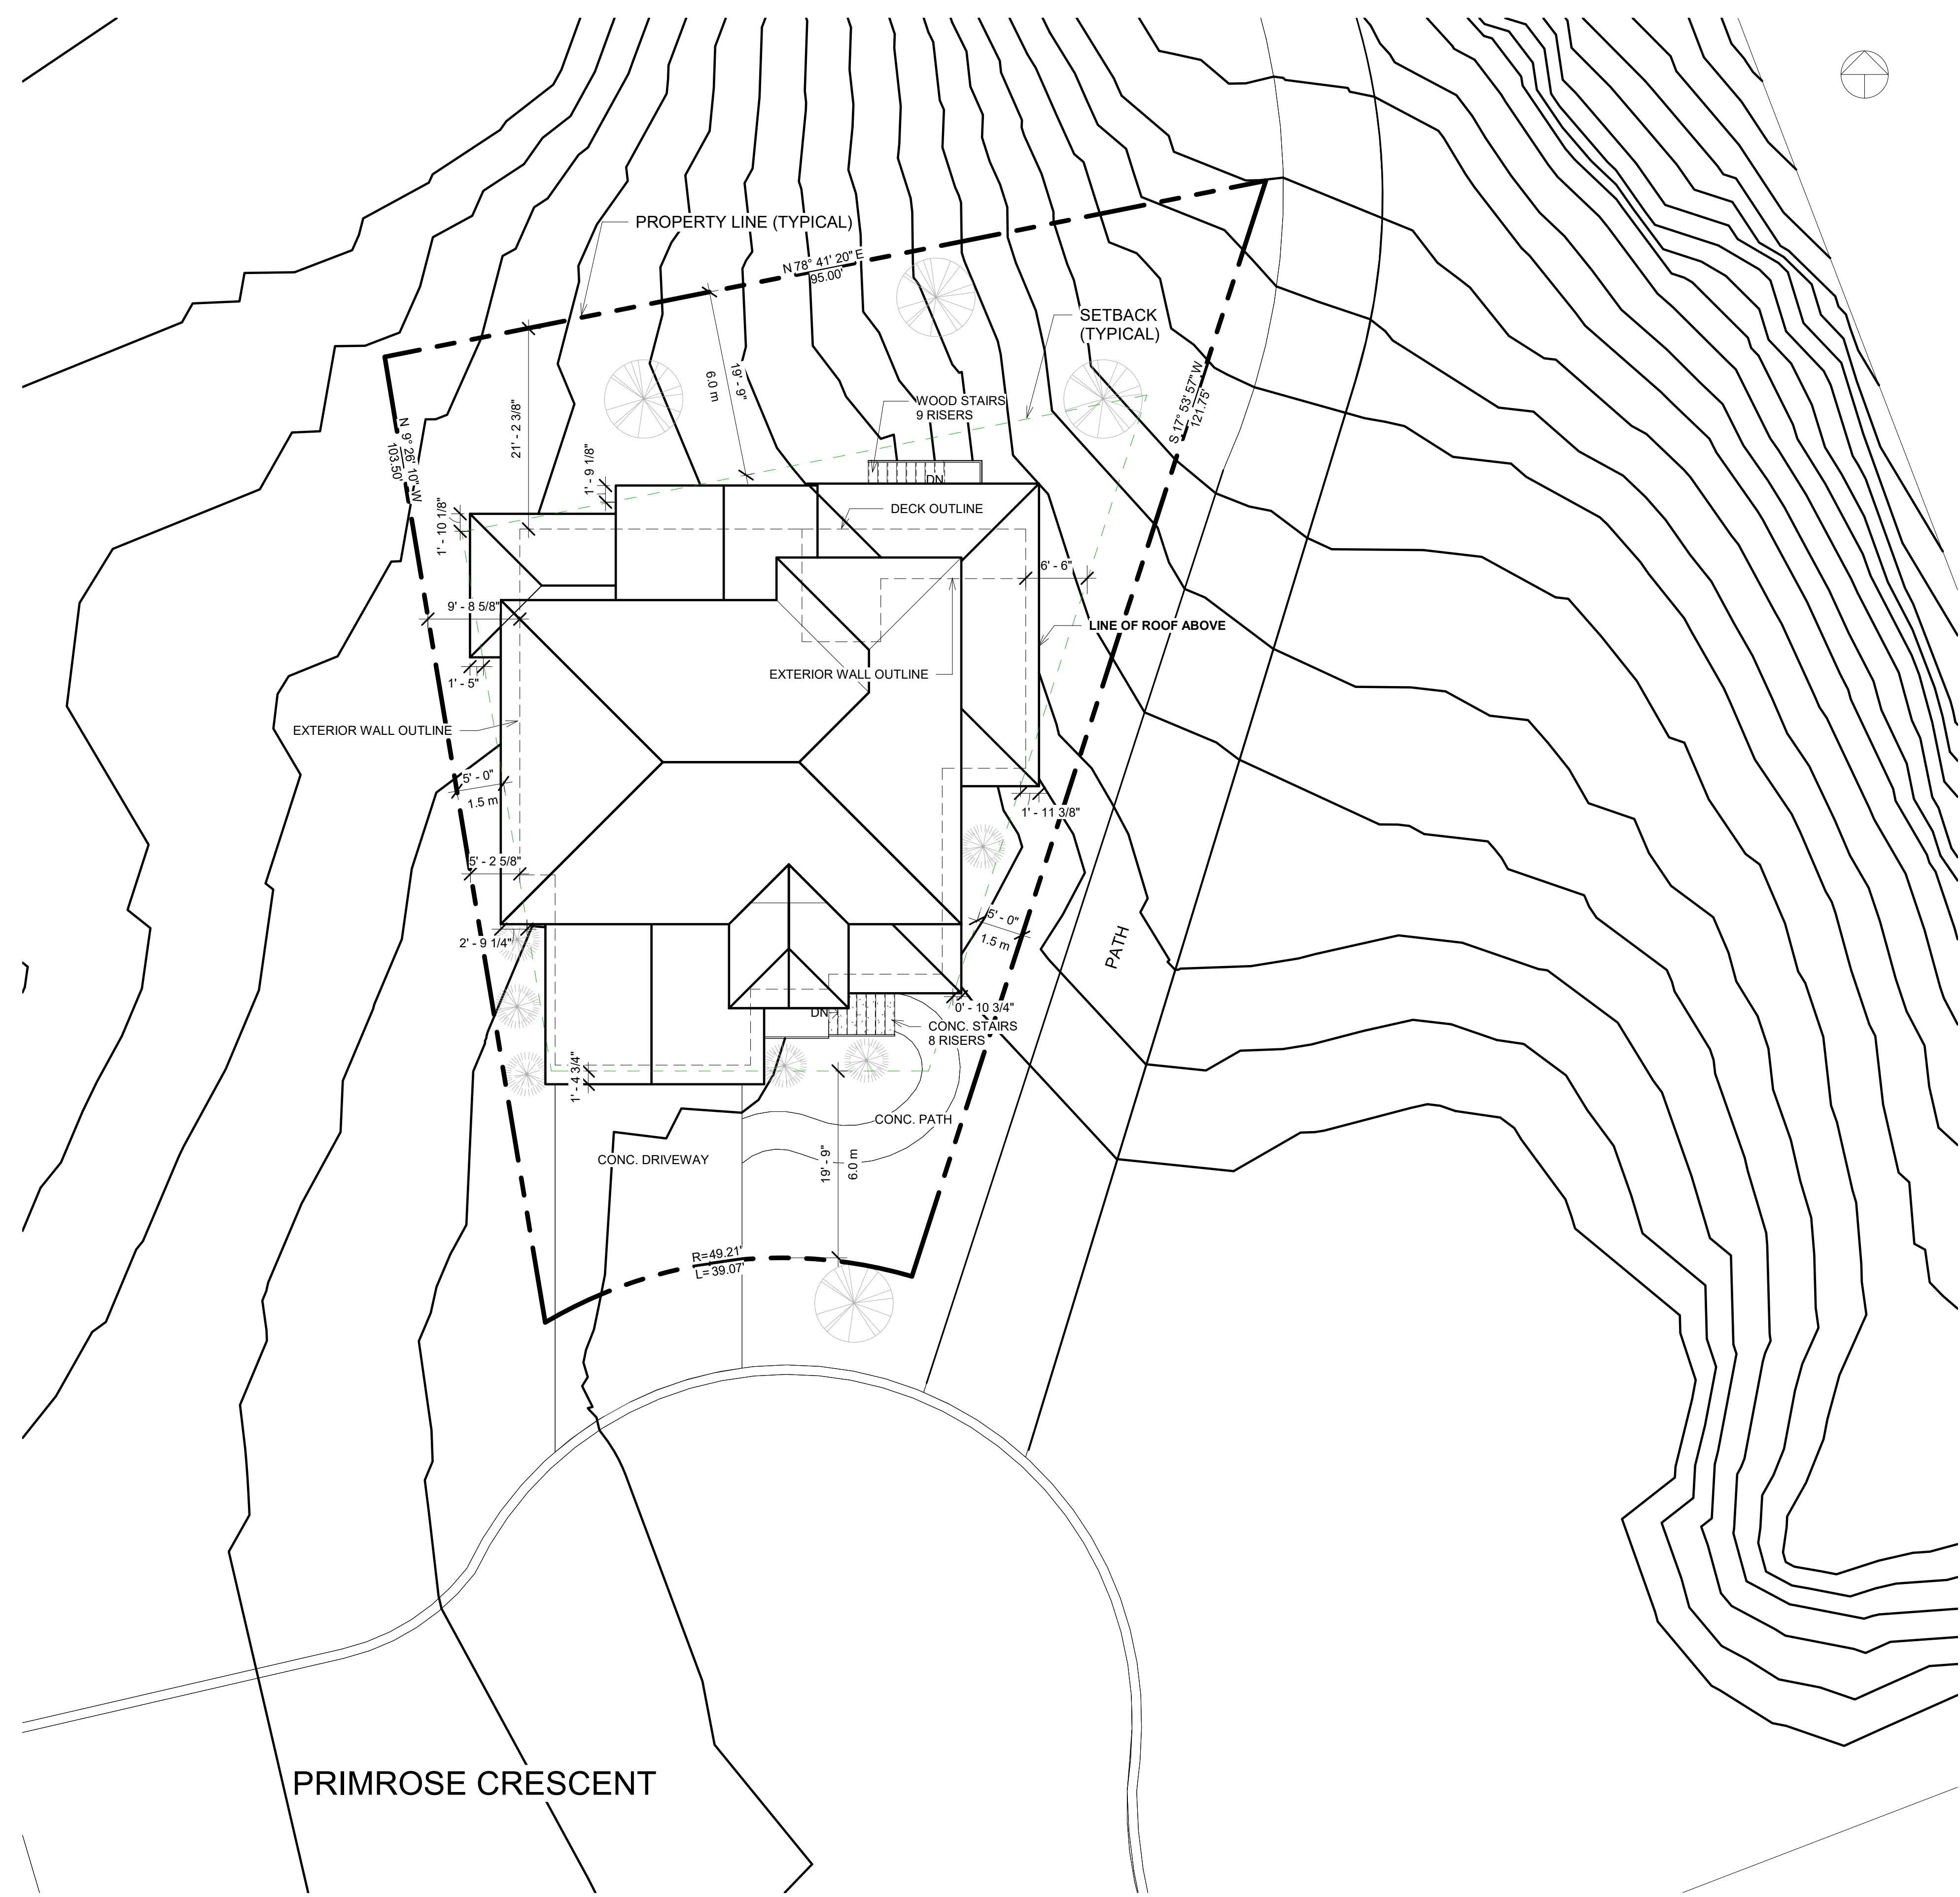 PROPERTY LINE (TYPICAL)
N 78° 41' 20" E
95.00'
SETBACK
(TYPICAL)
S 17° 53' 57" W
121.75'
19' - 9"
6.0 m
21' - 2 3/8"
WOOD STAIRS
9 RISERS
N 9° 26' 10" W
103.50'
1' - 9 1/8"
DN
DECK OUTLINE
1' - 10 1/8"
6' - 6"
9' - 8 5/8"
LINE OF ROOF ABOVE
EXTERIOR WALL OUTLINE
1' - 5"
EXTERIOR WALL OUTLINE
5' - 0"
1.5 m
1' - 11 3/8"
5' - 2 5/8"
5' - 0"
1.5 m
PATH
2' - 9 1/4"
0' - 10 3/4"
DN
CONC. STAIRS
8 RISERS
1' - 4 3/4"
CONC. PATH
CONC. DRIVEWAY
19' - 9"
6.0 m
R=49.21'
L=39.07'
PRIMROSE CRESCENT